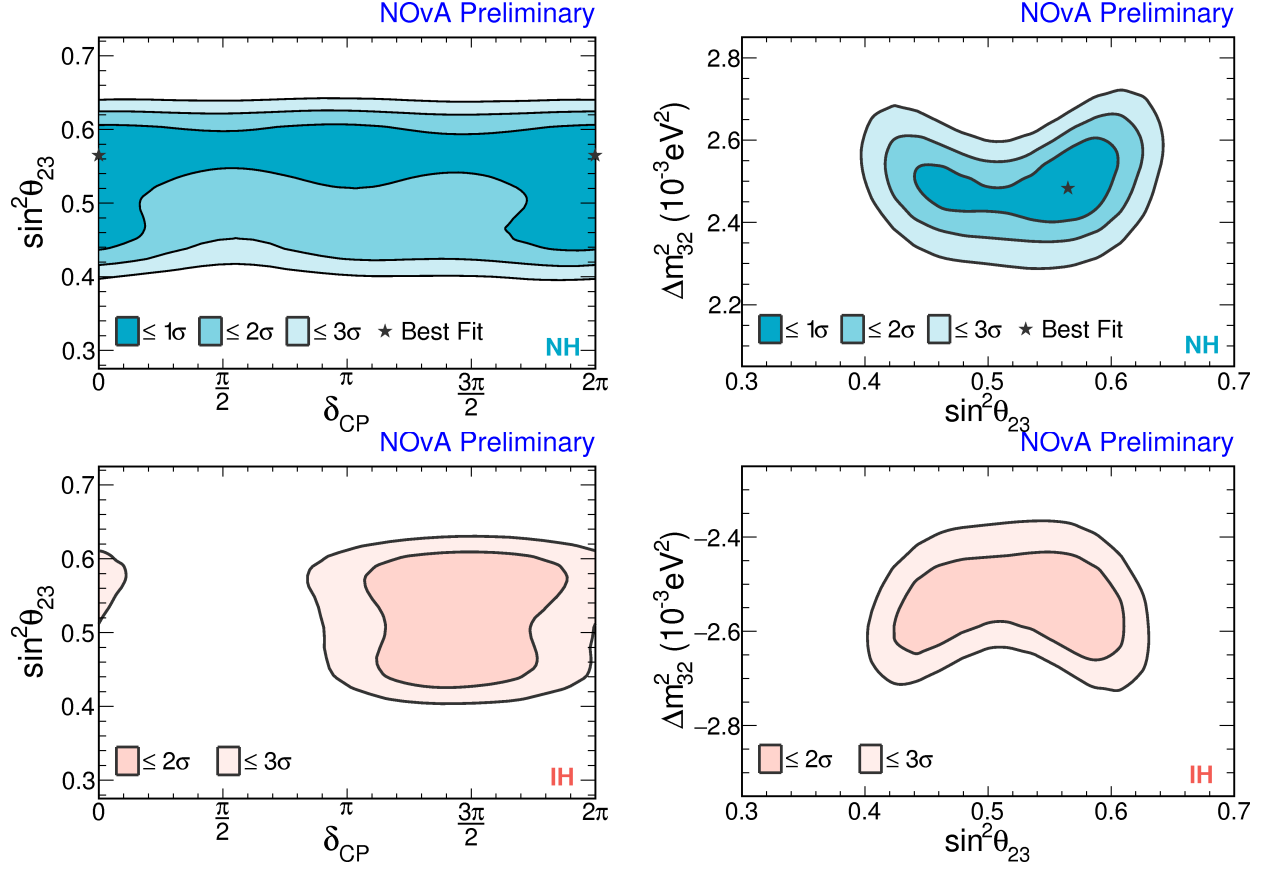 NOvA Preliminary
0.7
0.6
0.5
0.4
0.3
sin²θ₂₃
≤ 1σ ≤ 2σ ≤ 3σ ★ Best Fit
NH
0 π/2 π 3π/2 2π
δCP
NOvA Preliminary
2.8
2.6
2.4
2.2
Δm²₃₂ (10⁻³eV²)
≤ 1σ ≤ 2σ ≤ 3σ ★ Best Fit
NH
0.3 0.4 0.5 0.6 0.7
sin²θ₂₃
NOvA Preliminary
0.7
0.6
0.5
0.4
0.3
sin²θ₂₃
≤ 2σ ≤ 3σ
IH
0 π/2 π 3π/2 2π
δCP
NOvA Preliminary
−2.4
−2.6
−2.8
Δm²₃₂ (10⁻³eV²)
≤ 2σ ≤ 3σ
IH
0.3 0.4 0.5 0.6 0.7
sin²θ₂₃